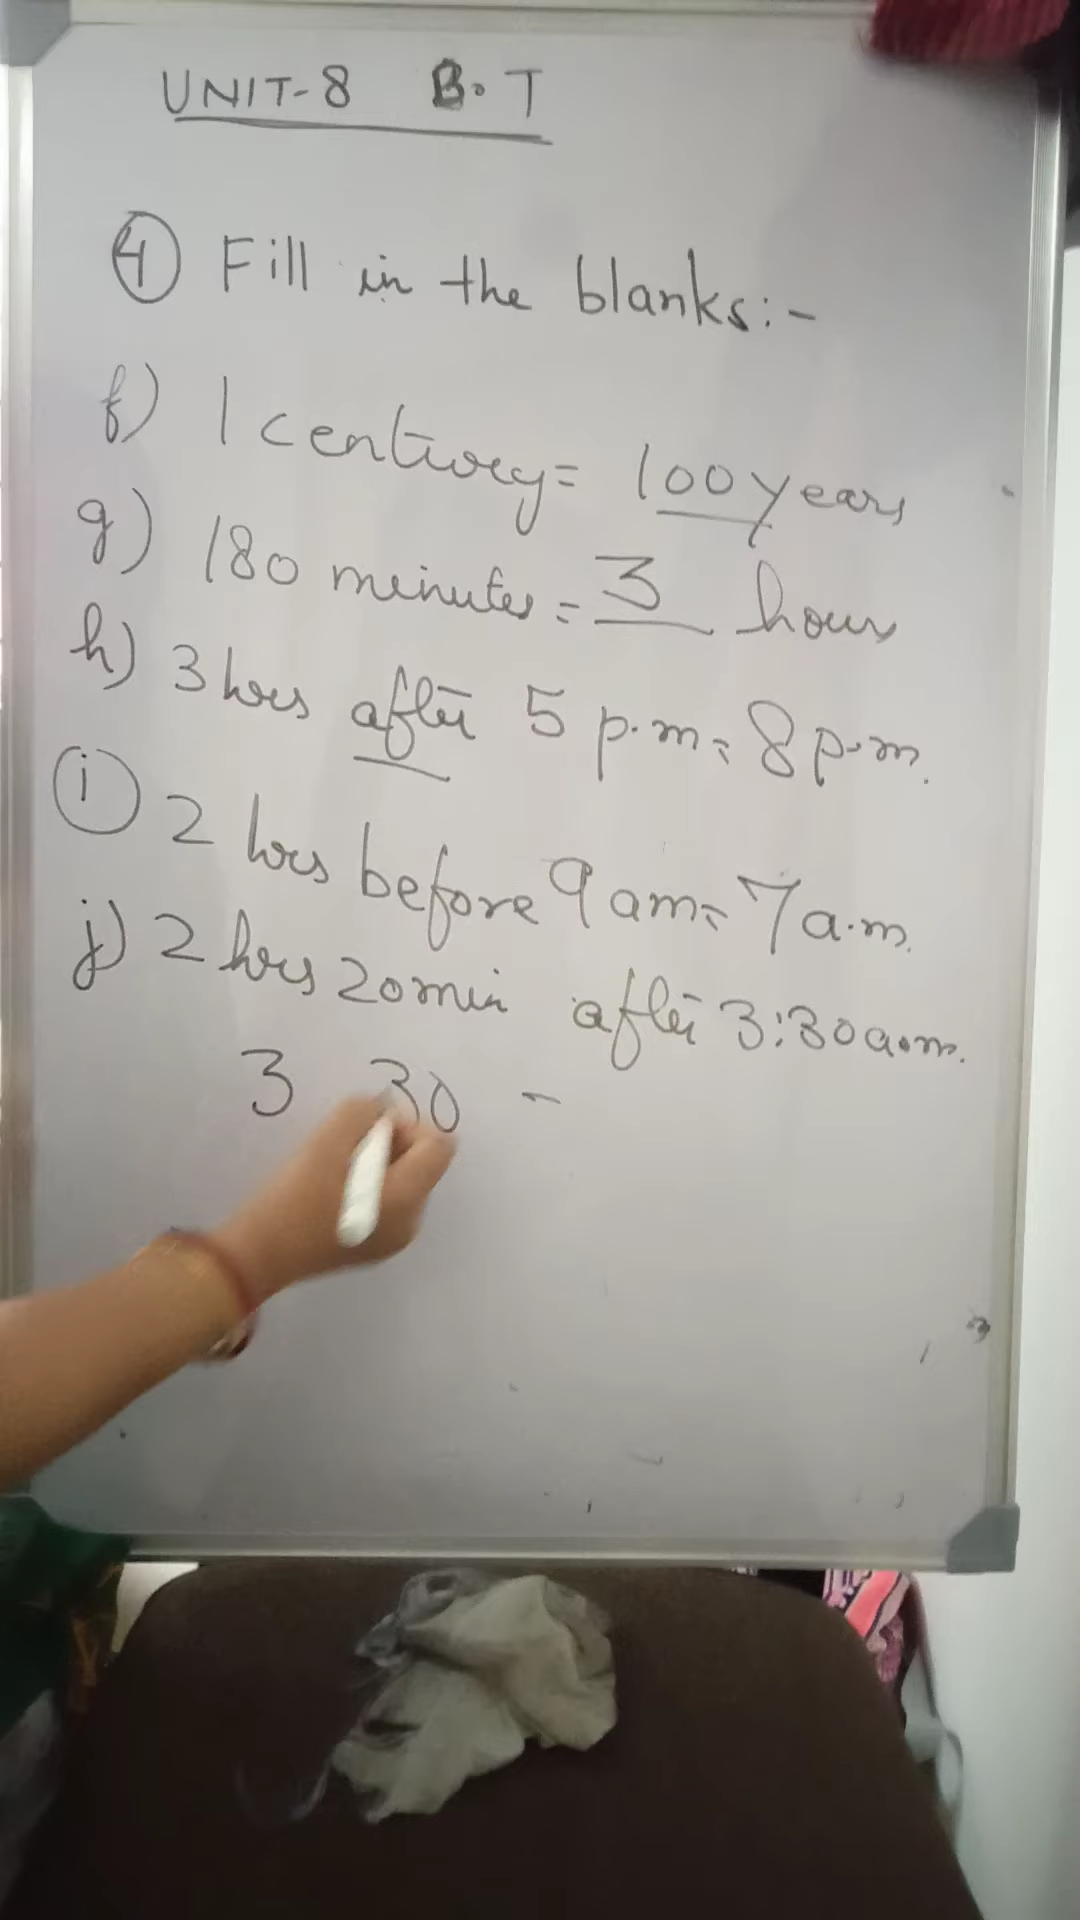 UNIT-8 B.T
4 Fill in the blanks:-
f) 1 century = 100 years
g) 180 minutes = 3 hour
h) 3 hrs after 5 p.m = 8 p.m.
i 2 hrs before 9 am = 7 a.m.
j) 2 hrs 20 min after 3:30 a.m.
3 30 -